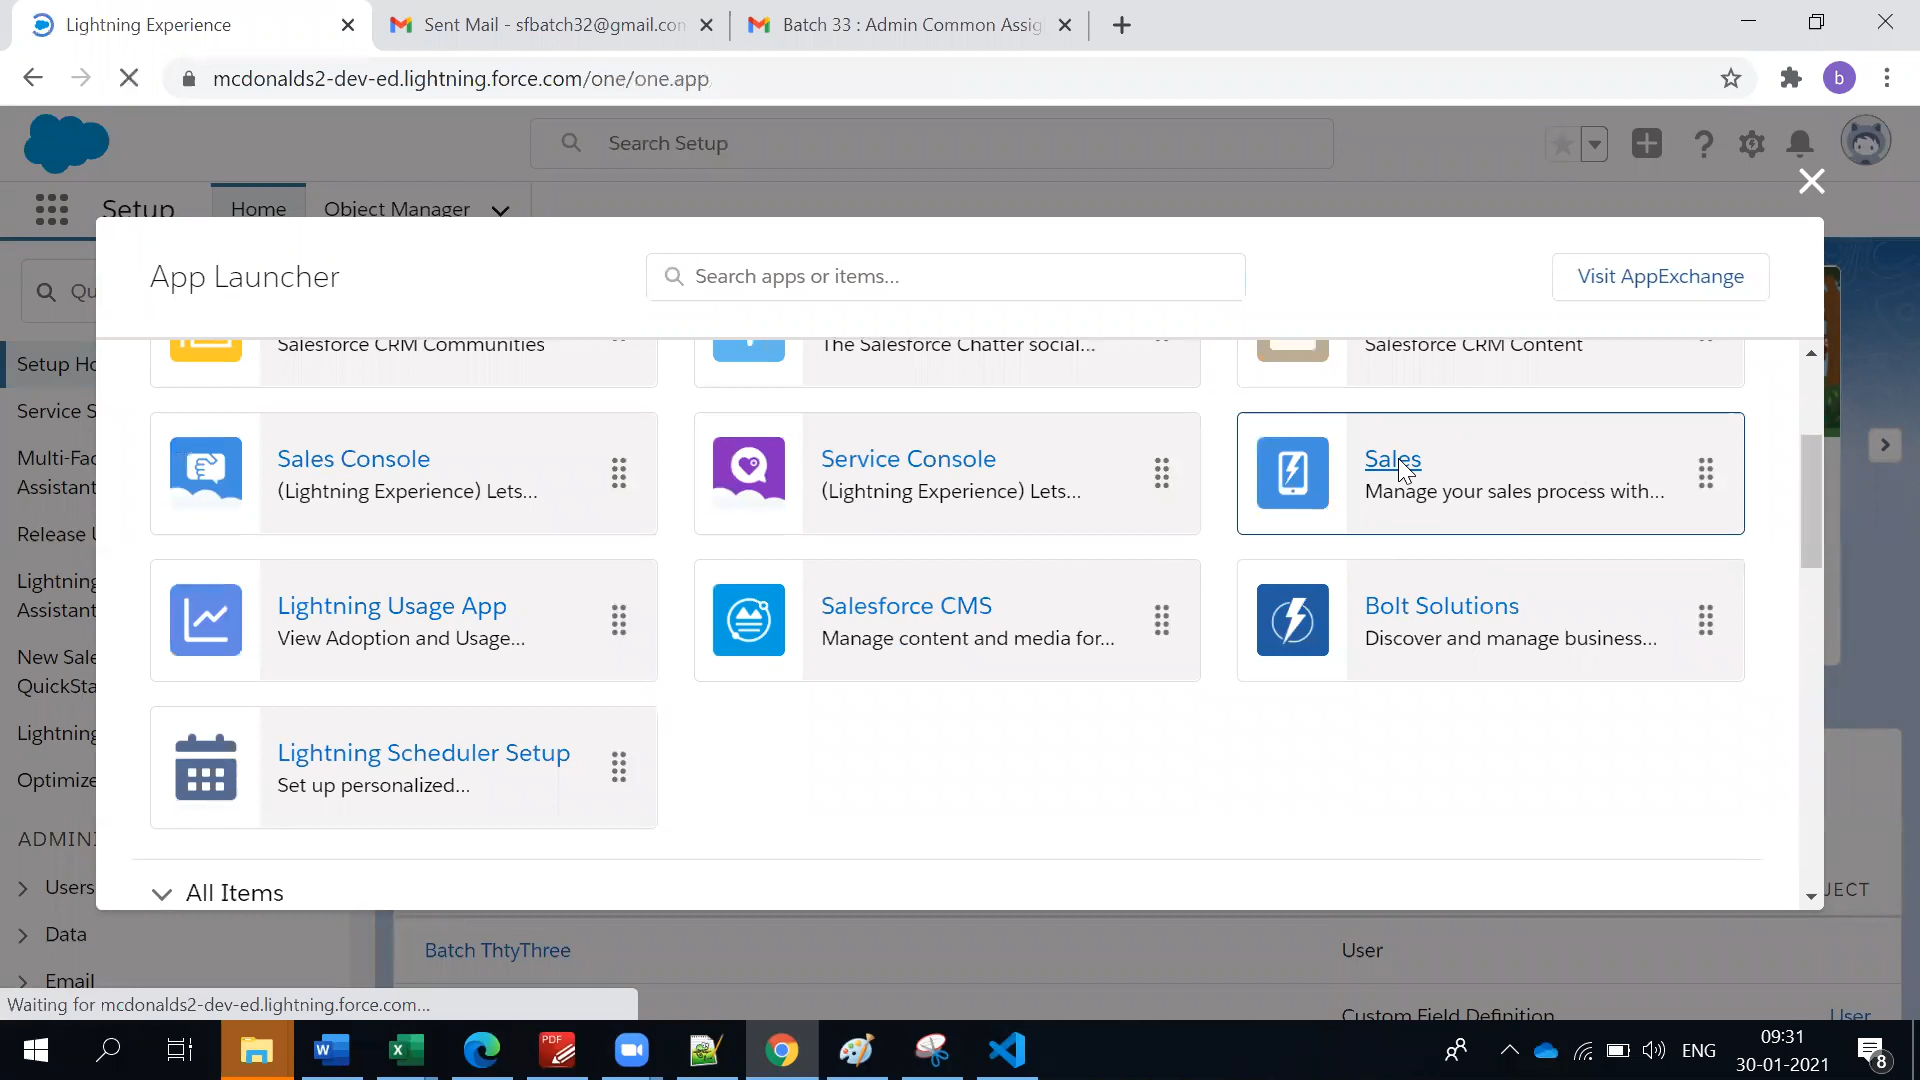 Lightning Experience
Sent Mail - sfbatch32@gmail.con
Batch 33 : Admin Common Assig
mcdonalds2-dev-ed.lightning.force.com/one/one.app
b
Search Setup
Setup
Home
Object Manager
App Launcher
Search apps or items...
Visit AppExchange
Qu
Salesforce CRM Communities
The Salesforce Chatter social...
Salesforce CRM Content
Setup Ho
Service S
Multi-Fac
Assistant
Release U
Lightning
Assistant
New Sale
QuickSta
Lightning
Optimize
ADMINI
Users
Data
Email
Sales Console
(Lightning Experience) Lets...
Service Console
(Lightning Experience) Lets...
Sales
Manage your sales process with...
Lightning Usage App
View Adoption and Usage...
Salesforce CMS
Manage content and media for...
Bolt Solutions
Discover and manage business...
Lightning Scheduler Setup
Set up personalized...
All Items
JECT
Batch ThtyThree
User
Custom Field Definition
User
Waiting for mcdonalds2-dev-ed.lightning.force.com...
PDF
ENG
09:31
30-01-2021
8